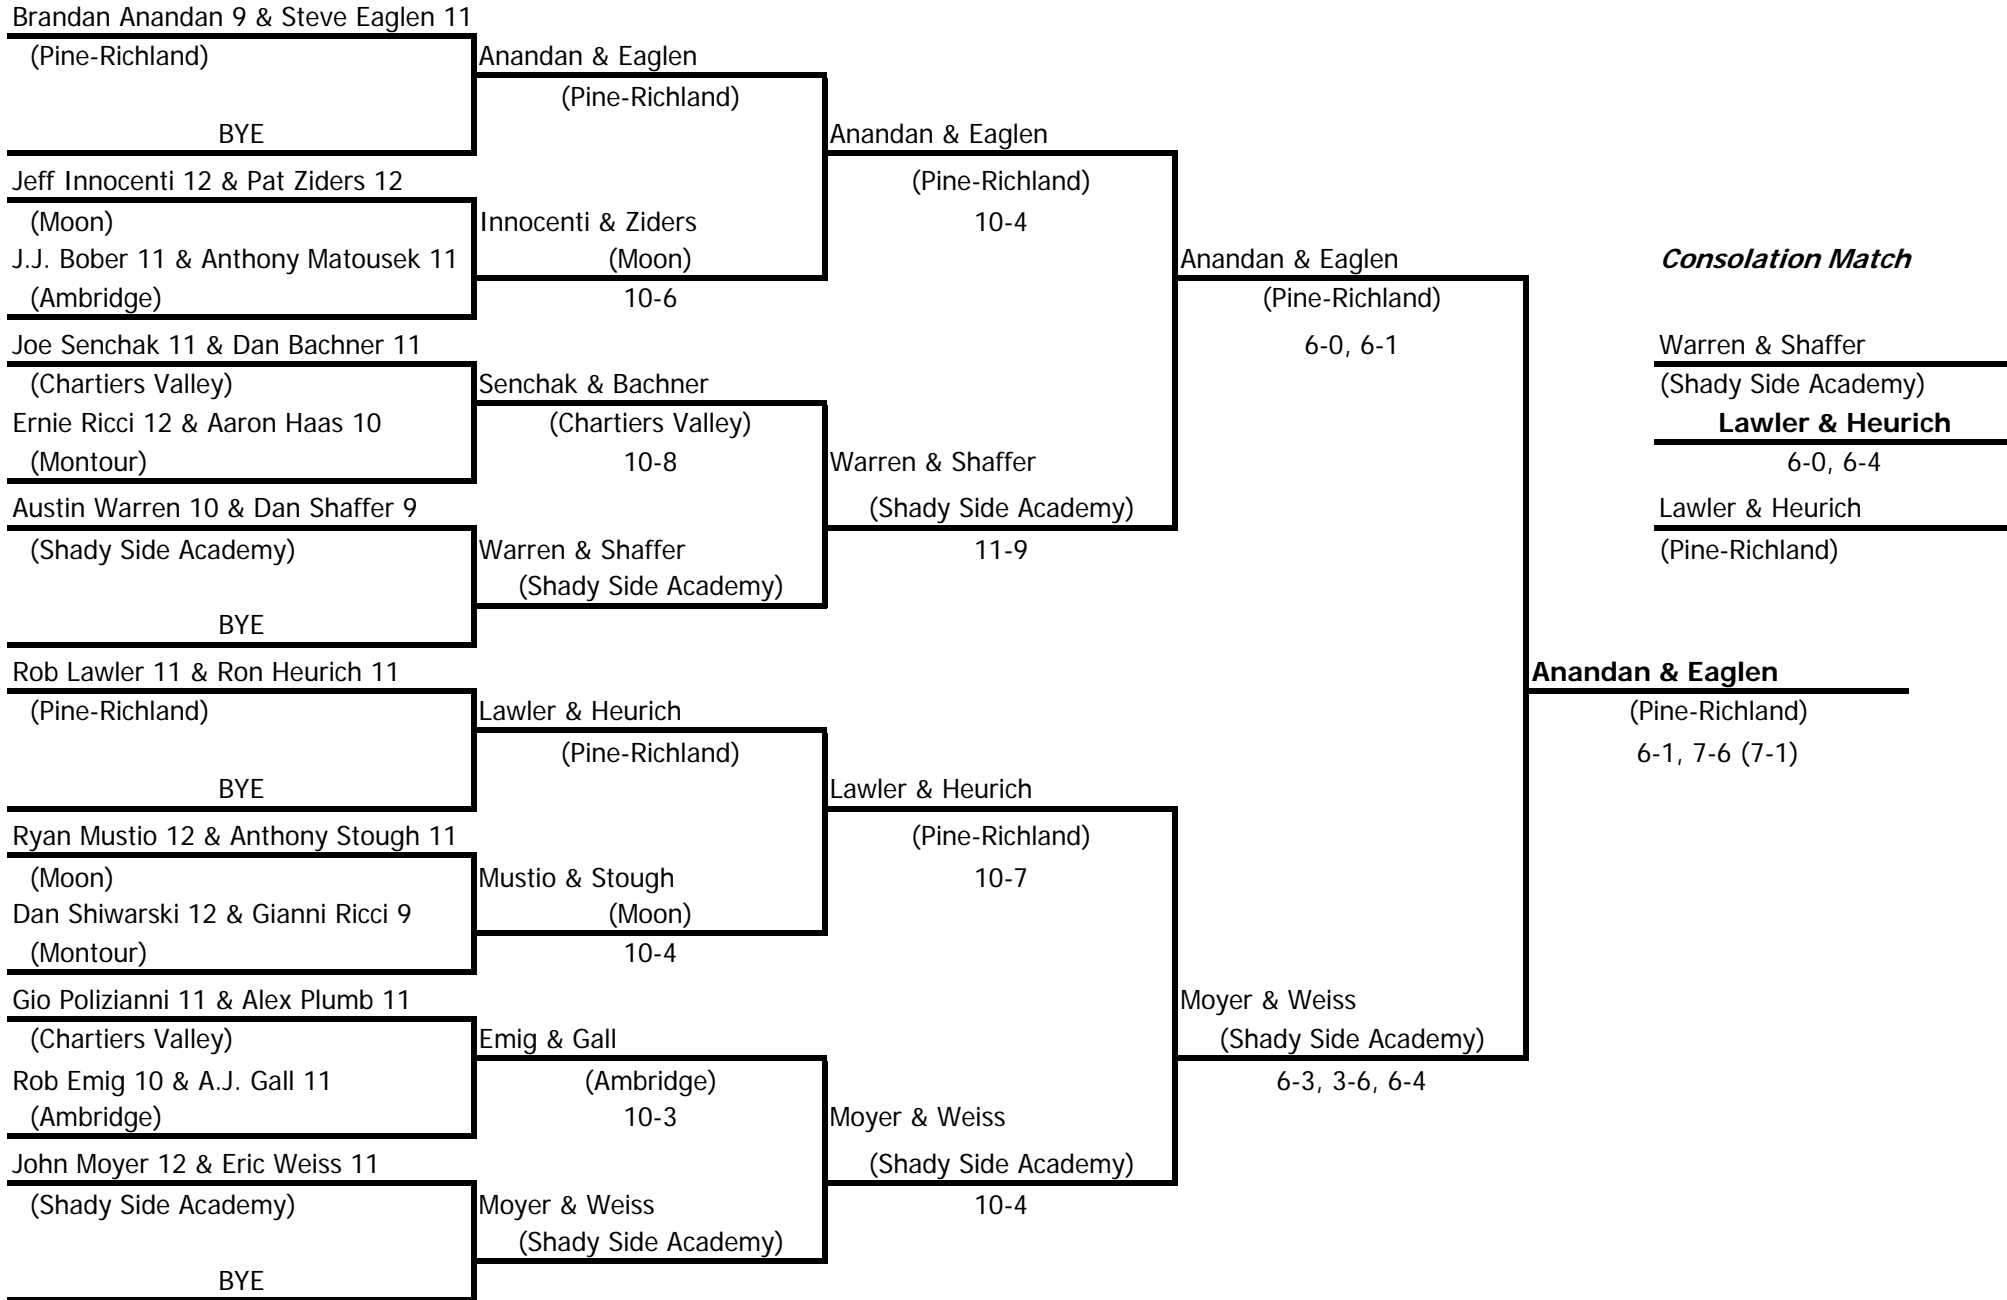 Brandan Anandan 9 & Steve Eaglen 11
(Pine-Richland)
BYE
Jeff Innocenti 12 & Pat Ziders 12
(Moon)
J.J. Bober 11 & Anthony Matousek 11
(Ambridge)
Joe Senchak 11 & Dan Bachner 11
(Chartiers Valley)
Ernie Ricci 12 & Aaron Haas 10
(Montour)
Austin Warren 10 & Dan Shaffer 9
(Shady Side Academy)
BYE
Rob Lawler 11 & Ron Heurich 11
(Pine-Richland)
BYE
Ryan Mustio 12 & Anthony Stough 11
(Moon)
Dan Shiwarski 12 & Gianni Ricci 9
(Montour)
Gio Polizianni 11 & Alex Plumb 11
(Chartiers Valley)
Rob Emig 10 & A.J. Gall 11
(Ambridge)
John Moyer 12 & Eric Weiss 11
(Shady Side Academy)
BYE
Anandan & Eaglen
(Pine-Richland)
Innocenti & Ziders
(Moon)
10-6
Senchak & Bachner
(Chartiers Valley)
10-8
Warren & Shaffer
(Shady Side Academy)
Lawler & Heurich
(Pine-Richland)
Mustio & Stough
(Moon)
10-4
Emig & Gall
(Ambridge)
10-3
Moyer & Weiss
(Shady Side Academy)
Anandan & Eaglen
(Pine-Richland)
10-4
Warren & Shaffer
(Shady Side Academy)
11-9
Lawler & Heurich
(Pine-Richland)
10-7
Moyer & Weiss
(Shady Side Academy)
10-4
Anandan & Eaglen
(Pine-Richland)
6-0, 6-1
Moyer & Weiss
(Shady Side Academy)
6-3, 3-6, 6-4
Anandan & Eaglen
(Pine-Richland)
6-1, 7-6 (7-1)
Consolation Match
Warren & Shaffer
(Shady Side Academy)
Lawler & Heurich
6-0, 6-4
Lawler & Heurich
(Pine-Richland)